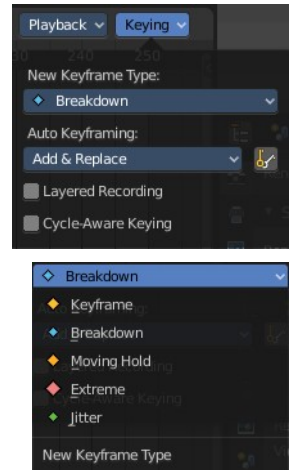 Playback Keying
240 250
New Keyframe Type:
Breakdown
Auto Keyframing:
Add & Replace
Layered Recording
Cycle-Aware Keying
Breakdown
Keyframe
Breakdown
Moving Hold
Extreme
Jitter
New Keyframe Type